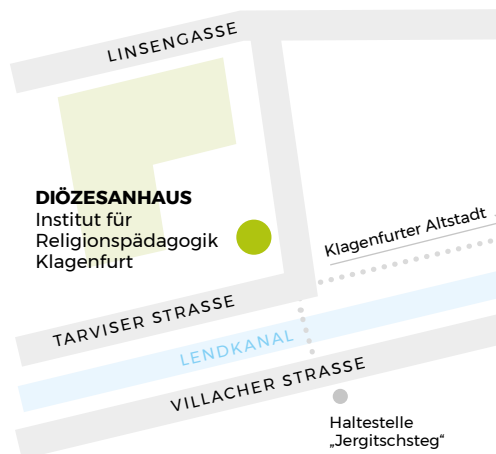 LINSENGASSE
DIÖZESANHAUS
Institut für
Religionspädagogik
Klagenfurt
Klagenfurter Altstadt
TARVISER STRASSE
LENDKANAL
VILLACHER STRASSE
Haltestelle
„Jergitschsteg“